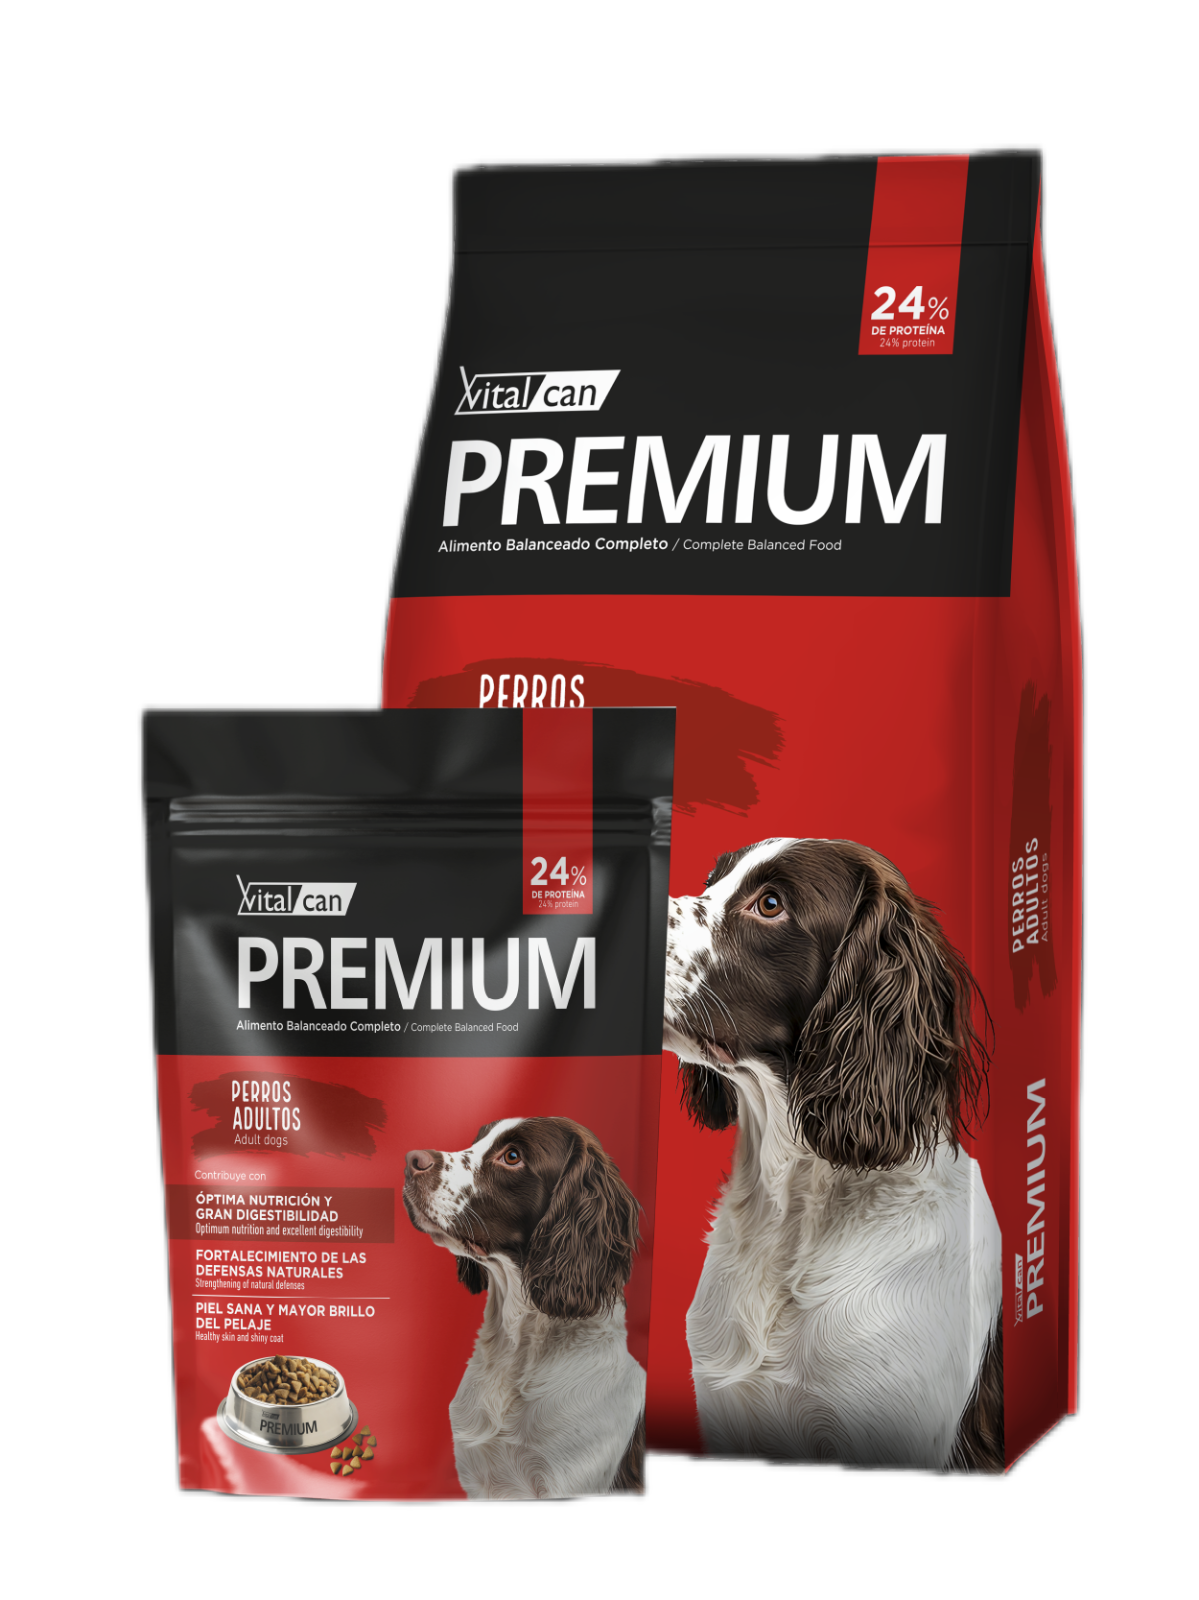 24%
DE PROTEÍNA
24% protein
Vital can
PREMIUM
Alimento Balanceado Completo / Complete Balanced Food
PERROS
PERROS
ADULTOS
Adult dogs
Vital can
PREMIUM
24%
DE PROTEÍNA
24% protein
Vital can
PREMIUM
Alimento Balanceado Completo / Complete Balanced Food
PERROS
ADULTOS
Adult dogs
Contribuye con
ÓPTIMA NUTRICIÓN Y
GRAN DIGESTIBILIDAD
Optimum nutrition and excellent digestibility
FORTALECIMIENTO DE LAS
DEFENSAS NATURALES
Strengthening of natural defenses
PIEL SANA Y MAYOR BRILLO
DEL PELAJE
Healthy skin and shiny coat
PREMIUM